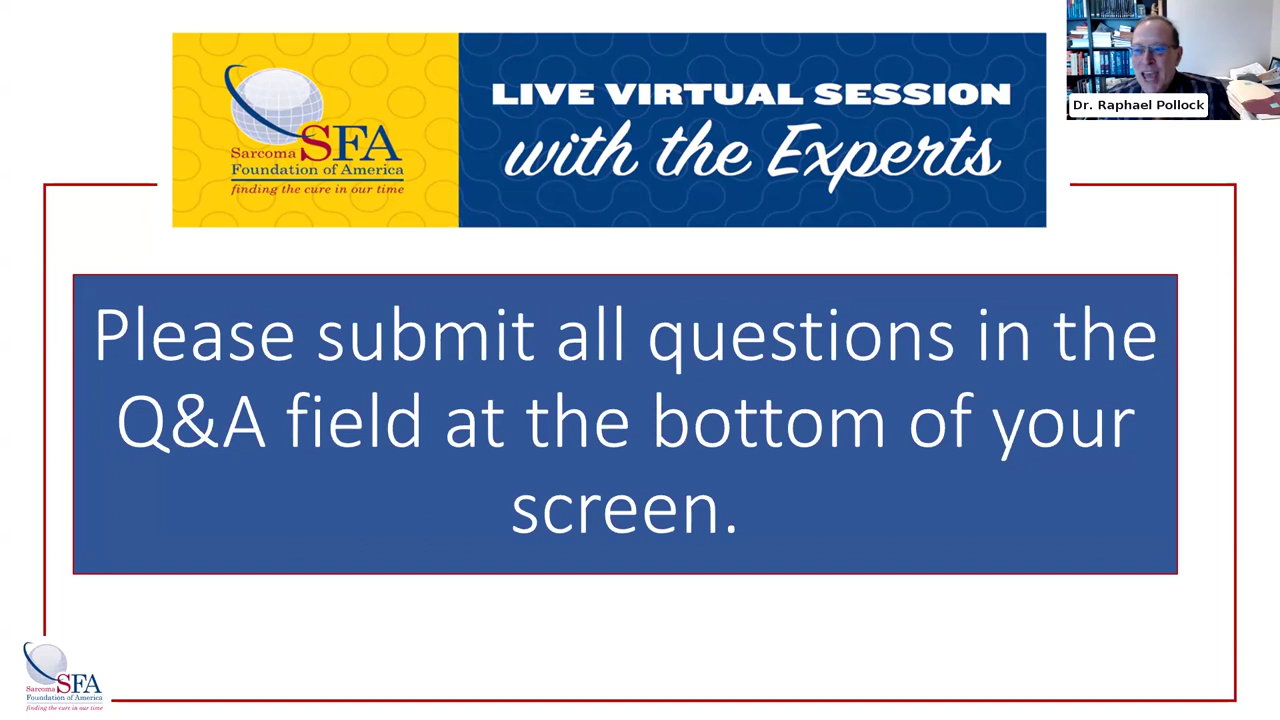 LIVE VIRTUAL SESSION
with the Experts
Sarcoma SFA
Foundation of America
finding the cure in our time
Dr. Raphael Pollock
Please submit all questions in the
Q&A field at the bottom of your
screen.
Sarcoma SFA
Foundation of America
finding the cure in our time